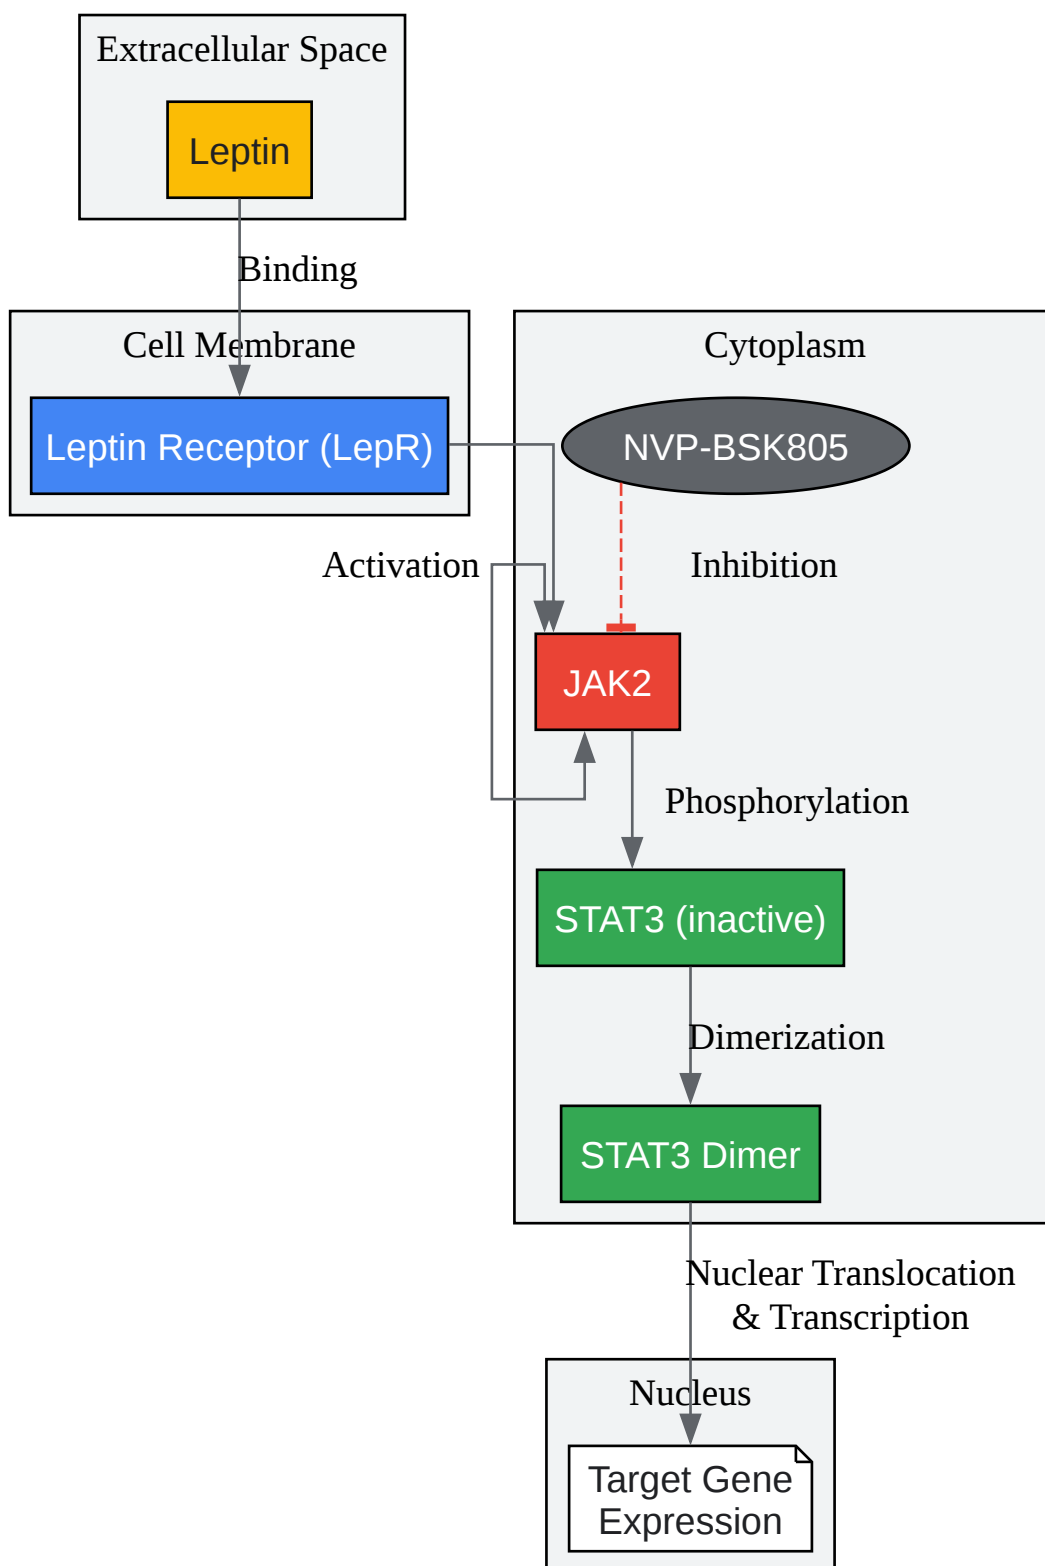 Extracellular Space
Leptin
Binding
Cell Membrane
Leptin Receptor (LepR)
Cytoplasm
NVP-BSK805
Activation
Inhibition
JAK2
Phosphorylation
STAT3 (inactive)
Dimerization
STAT3 Dimer
Nuclear Translocation
& Transcription
Nucleus
Target Gene
Expression